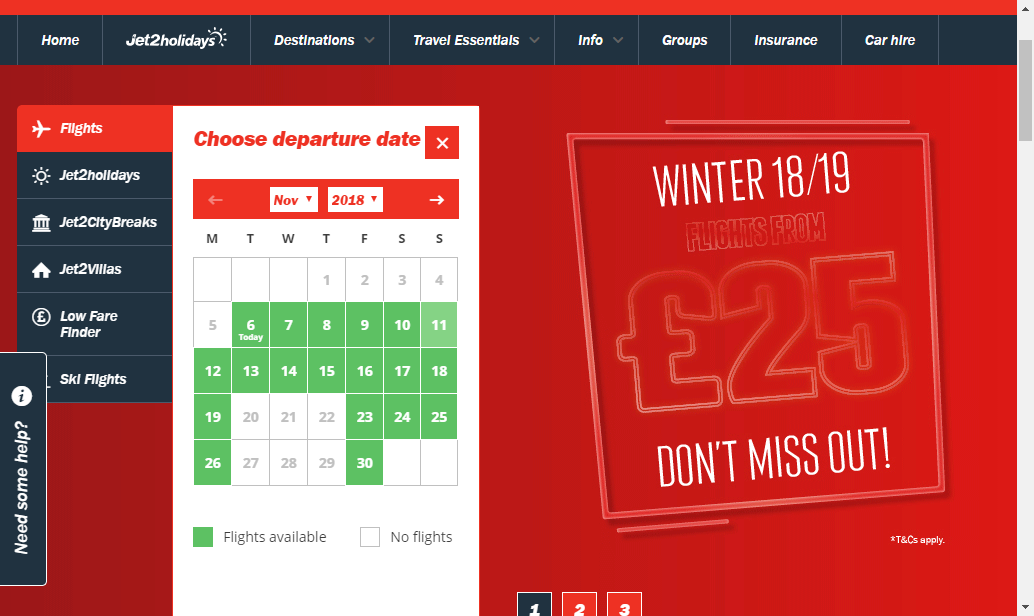 Home
Jet2holidays
Destinations
Travel Essentials
Info
Groups
Insurance
Car hire
Flights
Jet2holidays
Jet2CityBreaks
Jet2Villas
Low Fare
Finder
Ski Flights
Need some help?
Choose departure date
Nov 2018
M T W T F S S
1 2 3 4
5 6 7 8 9 10 11
Today
12 13 14 15 16 17 18
19 20 21 22 23 24 25
26 27 28 29 30
Flights available
No flights
WINTER 18/19
FLIGHTS FROM
£25
DON'T MISS OUT!
*T&Cs apply.
1 2 3